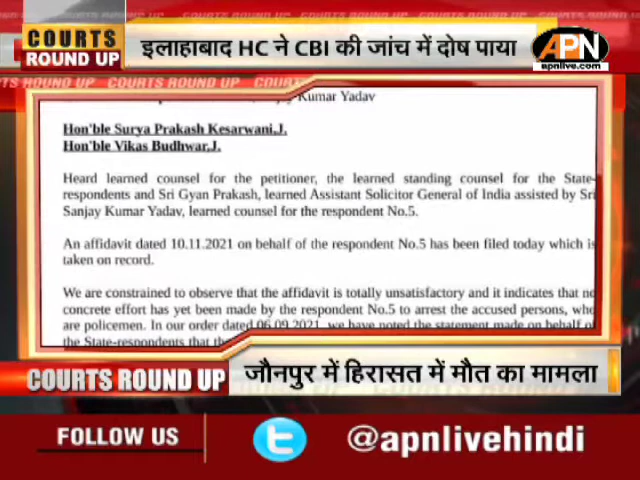 COURTS
ROUND UP
इलाहाबाद HC ने CBI की जांच में दोष पाया
APN
apnlive.com
COURTS ROUND UP COURTS
Kumar Yadav
Hon'ble Surya Prakash Kesarwani,J.
Hon'ble Vikas Budhwar,J.
Heard learned counsel for the petitioner, the learned standing counsel for the State-
respondents and Sri Gyan Prakash, learned Assistant Solicitor General of India assisted by Sri
Sanjay Kumar Yadav, learned counsel for the respondent No.5.
An affidavit dated 10.11.2021 on behalf of the respondent No.5 has been filed today which is
taken on record.
We are constrained to observe that the affidavit is totally unsatisfactory and it indicates that no
concrete effort has yet been made by the respondent No.5 to arrest the accused persons, who
are policemen. In our order dated 06.09.2021, we have noted the statement made on behalf of
the State-respondents that
COURTS ROUND UP
जौनपुर में हिरासत में मौत का मामला
FOLLOW US
@apnlivehindi